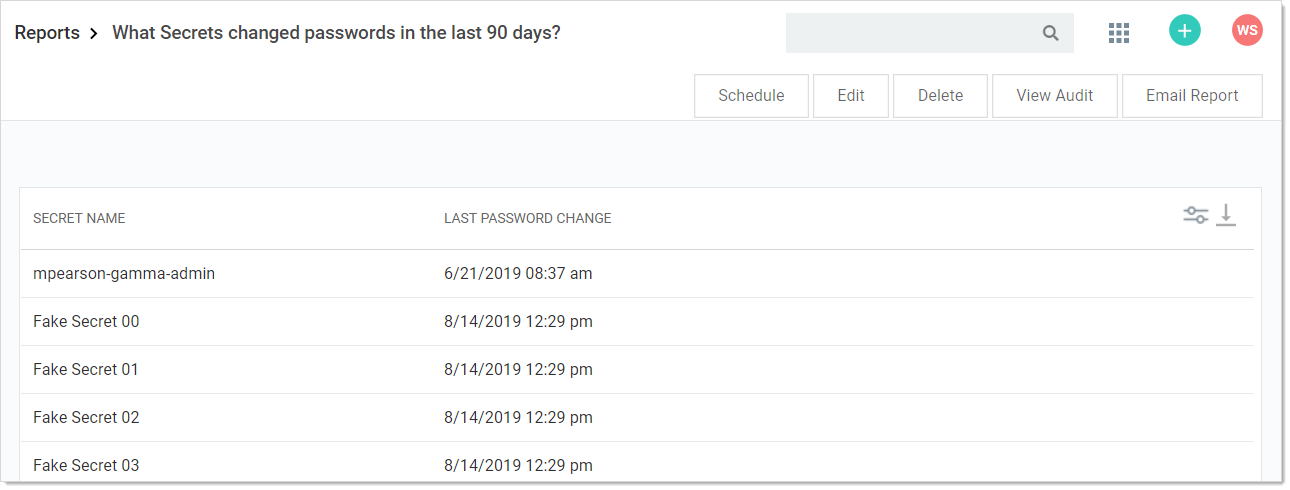 Reports > What Secrets changed passwords in the last 90 days?
+ WS
Schedule Edit Delete View Audit Email Report
SECRET NAME LAST PASSWORD CHANGE
mpearson-gamma-admin 6/21/2019 08:37 am
Fake Secret 00 8/14/2019 12:29 pm
Fake Secret 01 8/14/2019 12:29 pm
Fake Secret 02 8/14/2019 12:29 pm
Fake Secret 03 8/14/2019 12:29 pm